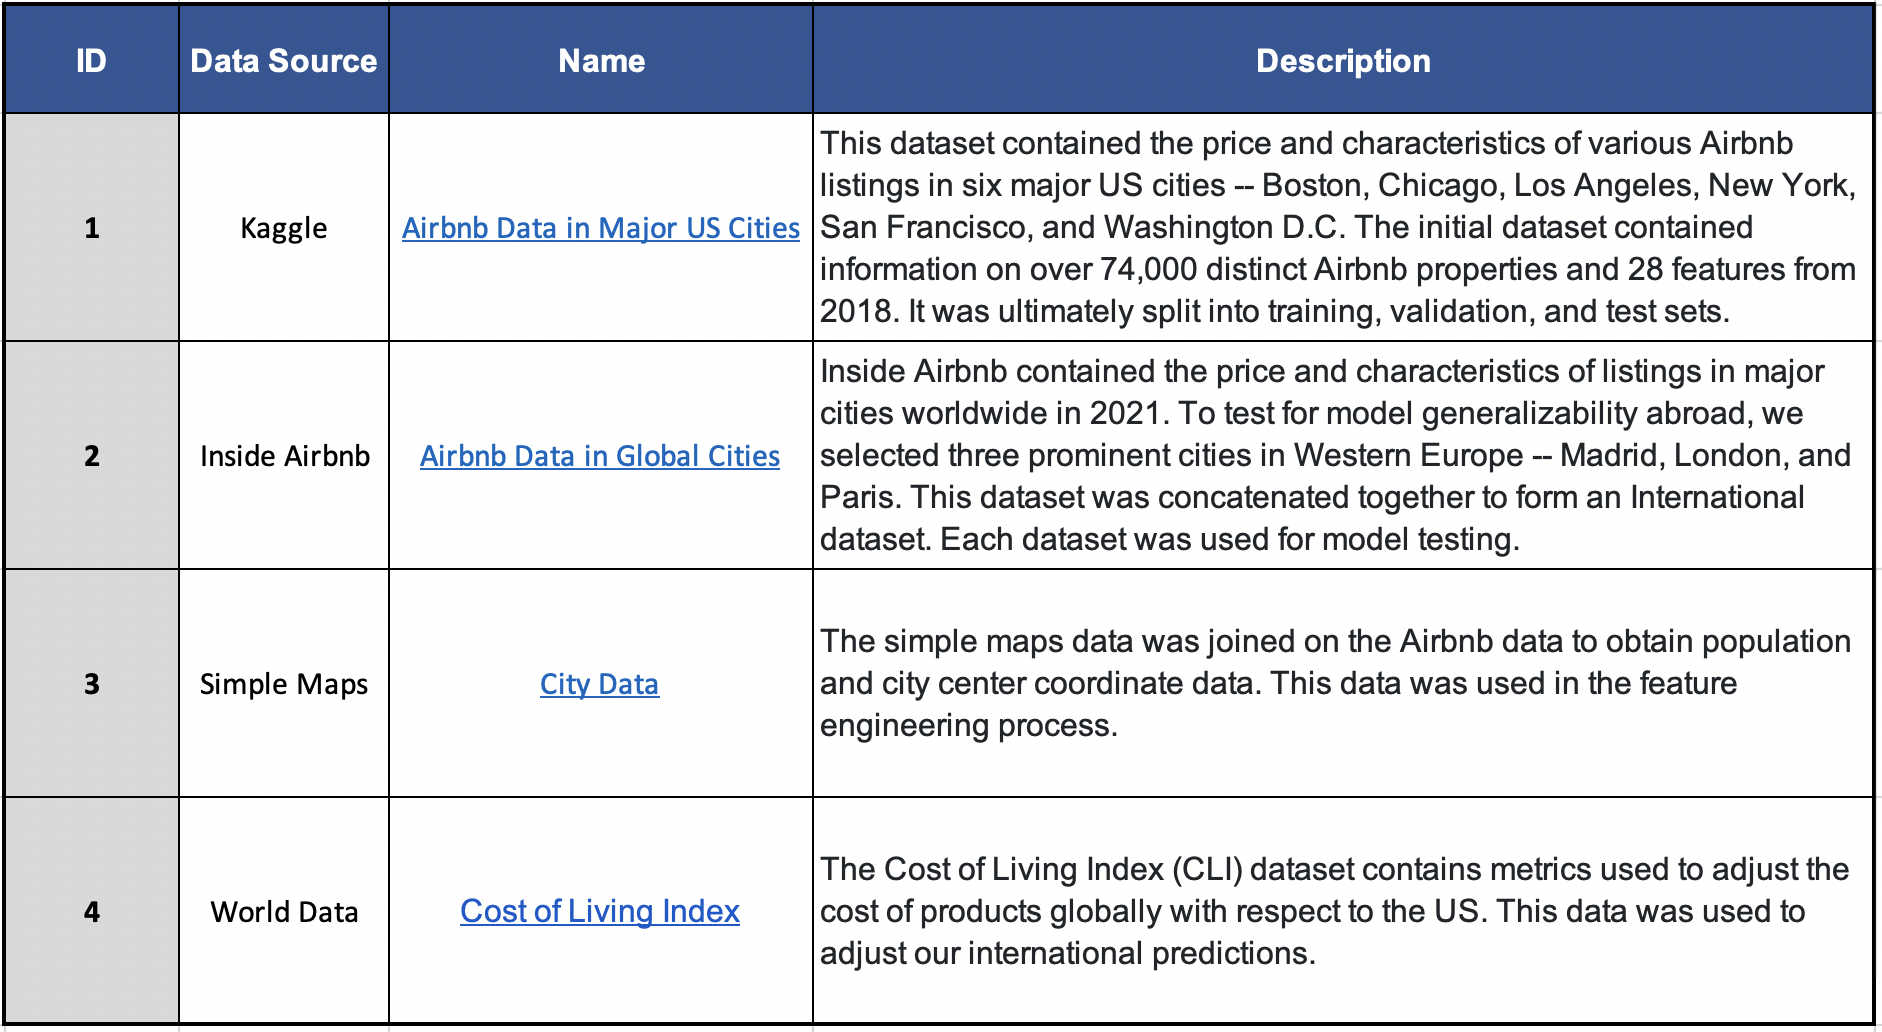 ID Data Source Name Description
This dataset contained the price and characteristics of various Airbnb
listings in six major US cities -- Boston, Chicago, Los Angeles, New York,
1 Kaggle Airbnb Data in Major US Cities San Francisco, and Washington D.C. The initial dataset contained
information on over 74,000 distinct Airbnb properties and 28 features from
2018. It was ultimately split into training, validation, and test sets.
Inside Airbnb contained the price and characteristics of listings in major
cities worldwide in 2021. To test for model generalizability abroad, we
2 Inside Airbnb Airbnb Data in Global Cities selected three prominent cities in Western Europe -- Madrid, London, and
Paris. This dataset was concatenated together to form an International
dataset. Each dataset was used for model testing.
The simple maps data was joined on the Airbnb data to obtain population
3 Simple Maps City Data and city center coordinate data. This data was used in the feature
engineering process.
The Cost of Living Index (CLI) dataset contains metrics used to adjust the
4 World Data Cost of Living Index cost of products globally with respect to the US. This data was used to
adjust our international predictions.